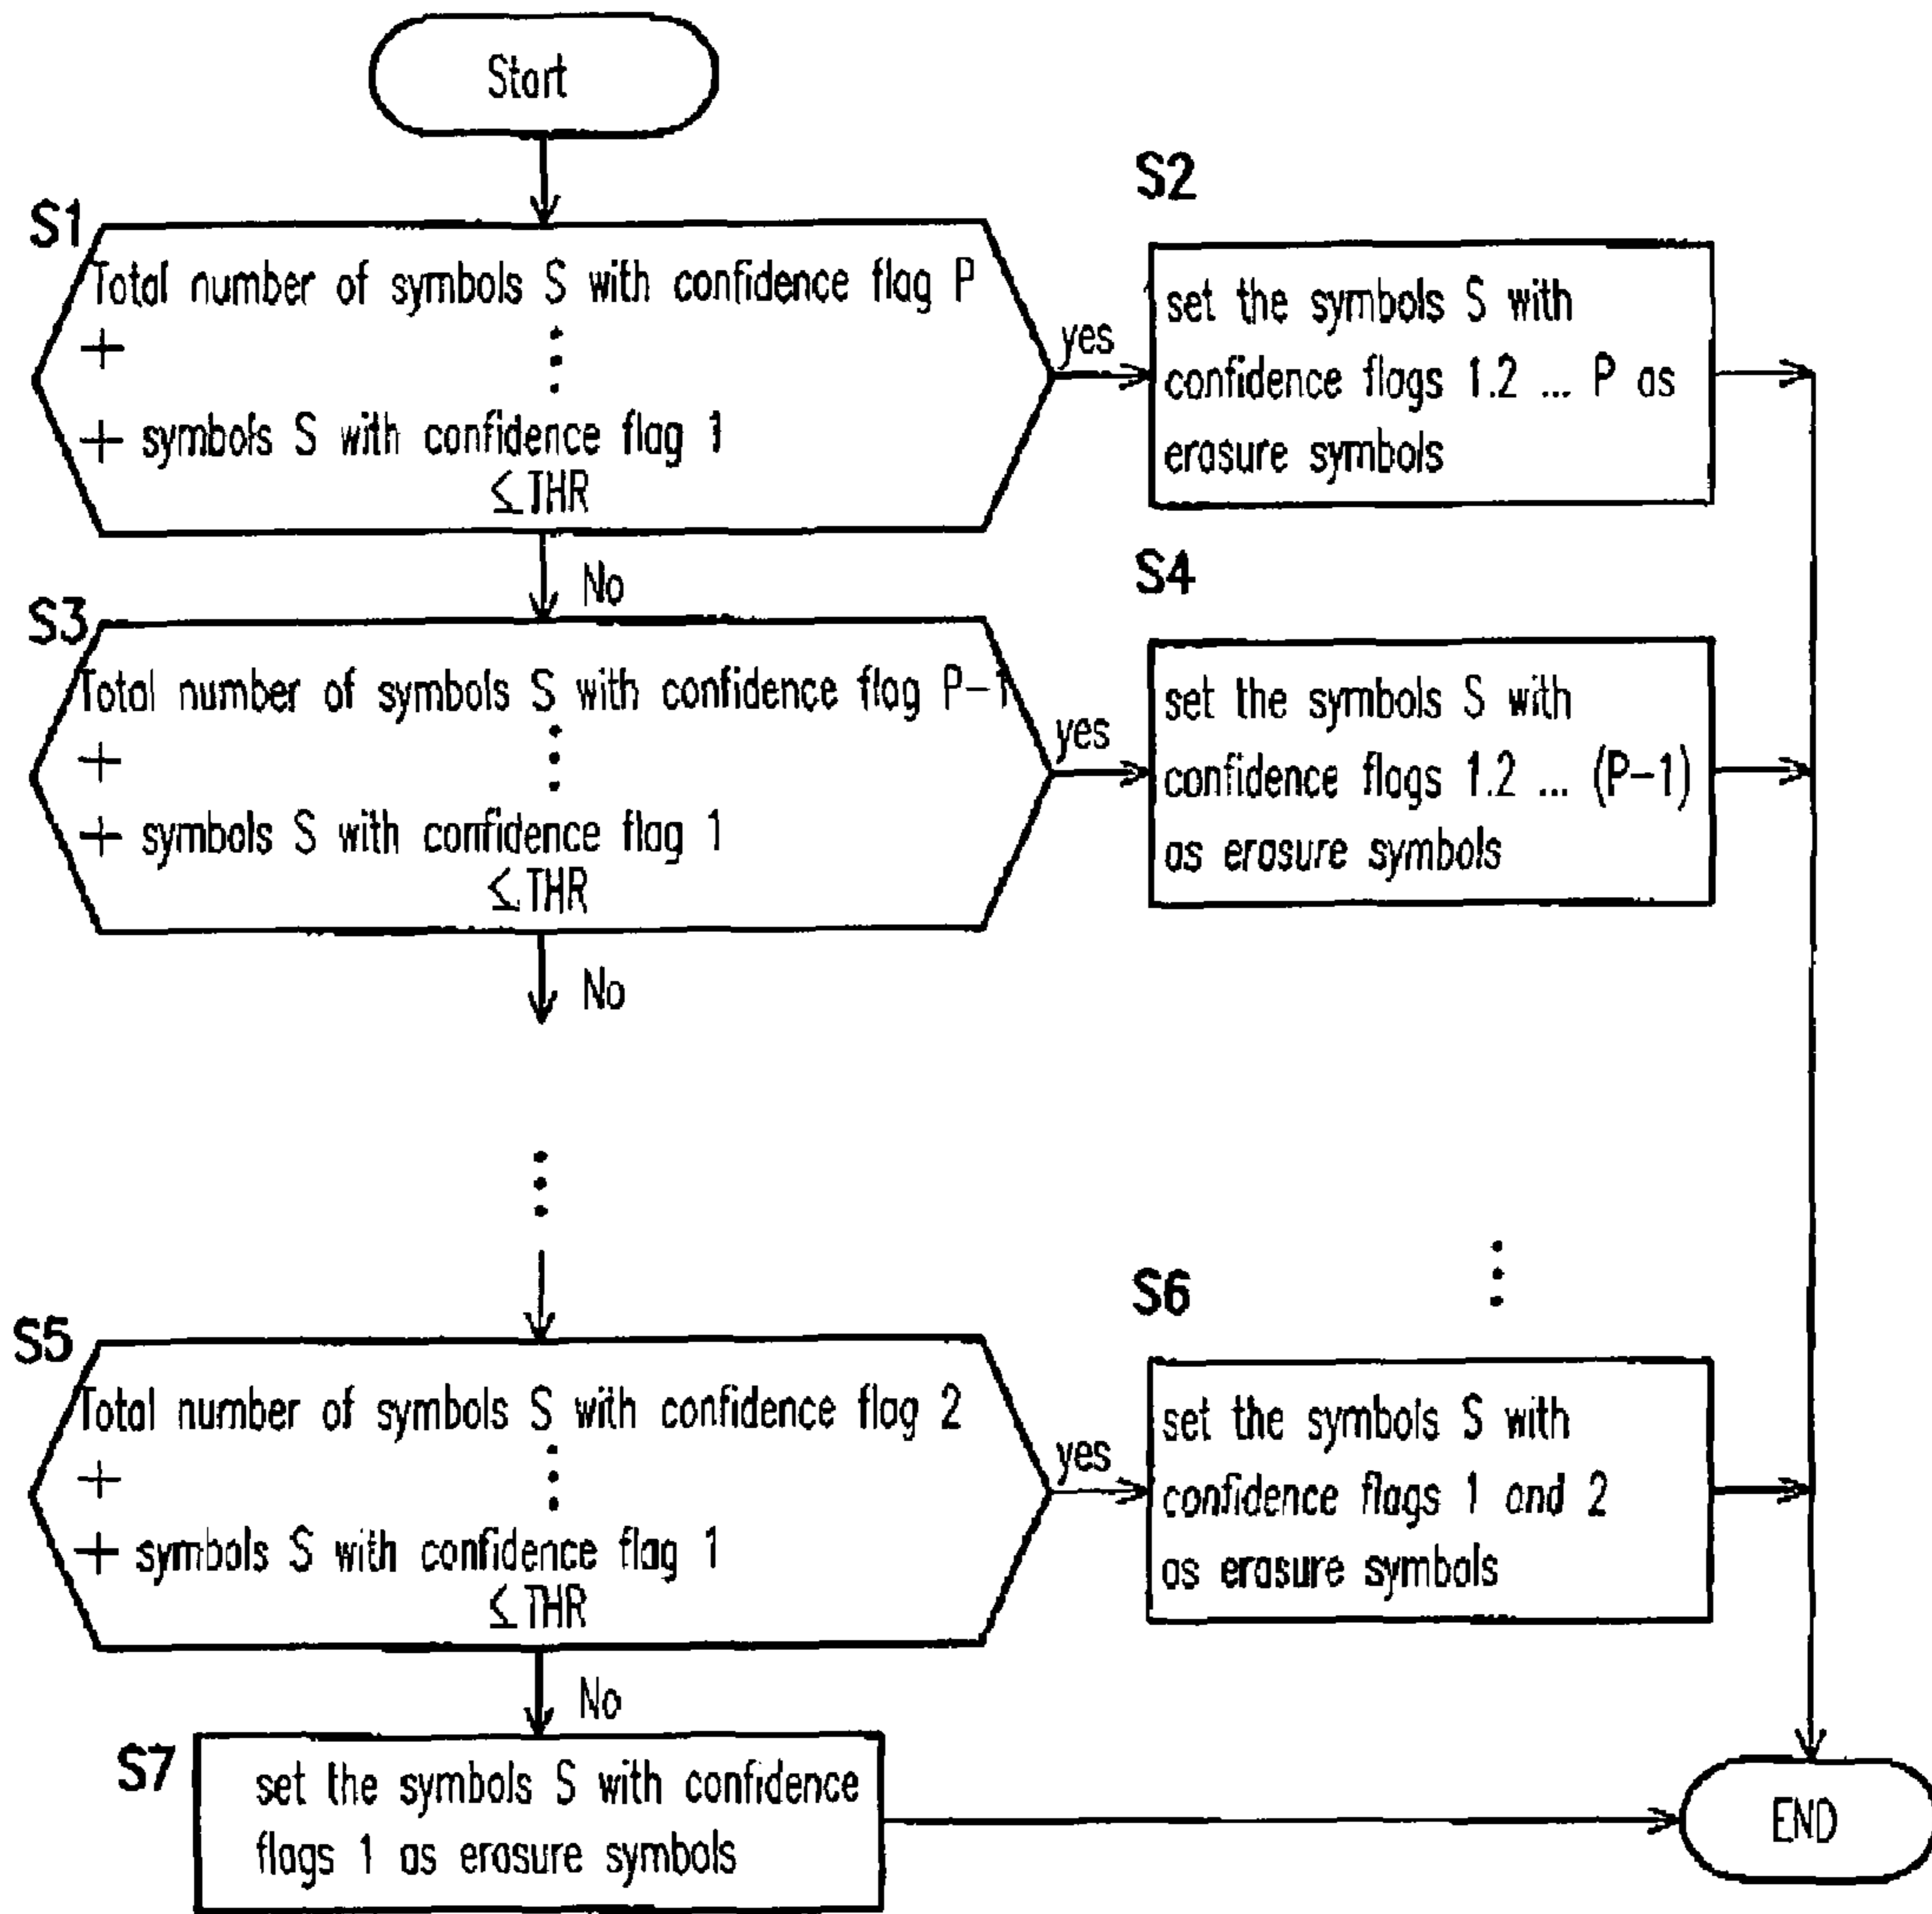 Start
S1
Total number of symbols S with confidence flag P
+
+ symbols S with confidence flag 1
≤THR
yes
S2
set the symbols S with
confidence flags 1.2 ... P as
erasure symbols
No
S3
Total number of symbols S with confidence flag P-1
+
+ symbols S with confidence flag 1
≤THR
yes
S4
set the symbols S with
confidence flags 1.2 ... (P-1)
as erasure symbols
No
S5
Total number of symbols S with confidence flag 2
+
+ symbols S with confidence flag 1
≤THR
yes
S6
set the symbols S with
confidence flags 1 and 2
as erasure symbols
No
S7
set the symbols S with confidence
flags 1 as erasure symbols
END